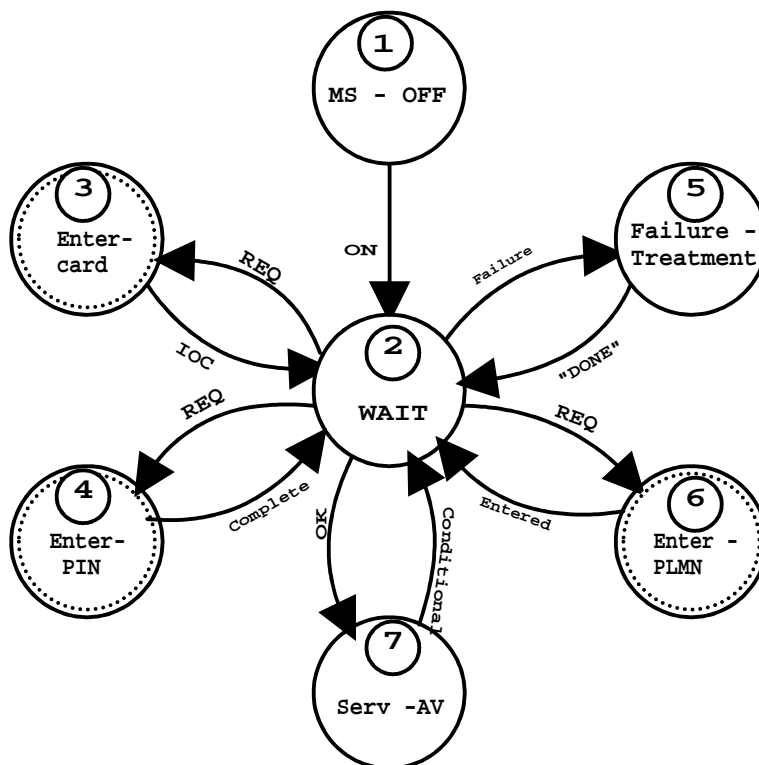 1
MS - OFF
ON
3
Enter-
card
REQ
IOC
5
Failure -
Treatment
Failure
"DONE"
2
WAIT
4
Enter-
PIN
REQ
Complete
6
Enter -
PLMN
REQ
Entered
OK
Conditional
7
Serv -AV